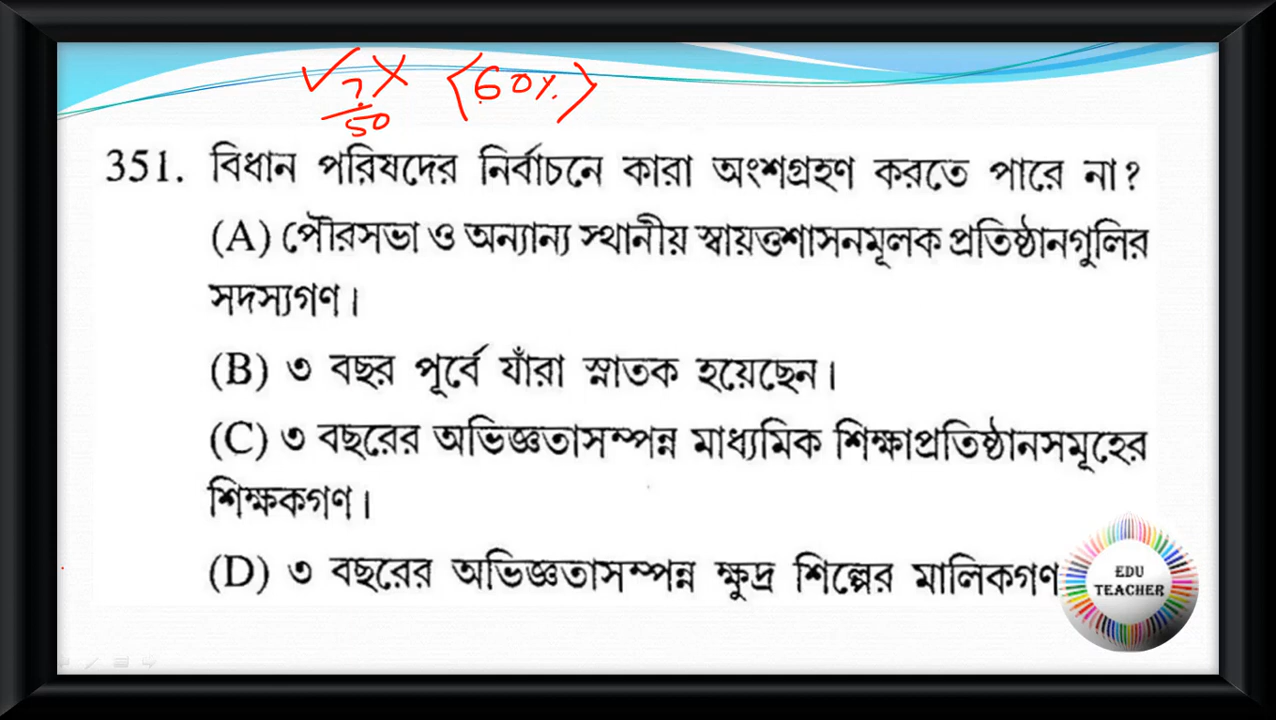 √?X (60%)
50
351. বিধান পরিষদের নির্বাচনে কারা অংশগ্রহণ করতে পারে না?
(A) পৌরসভা ও অন্যান্য স্থানীয় স্বায়ত্তশাসনমূলক প্রতিষ্ঠানগুলির
সদস্যগণ।
(B) ৩ বছর পূর্বে যাঁরা স্নাতক হয়েছেন।
(C) ৩ বছরের অভিজ্ঞতাসম্পন্ন মাধ্যমিক শিক্ষাপ্রতিষ্ঠানসমূহের
শিক্ষকগণ।
(D) ৩ বছরের অভিজ্ঞতাসম্পন্ন ক্ষুদ্র শিল্পের মালিকগণ
EDU
TEACHER